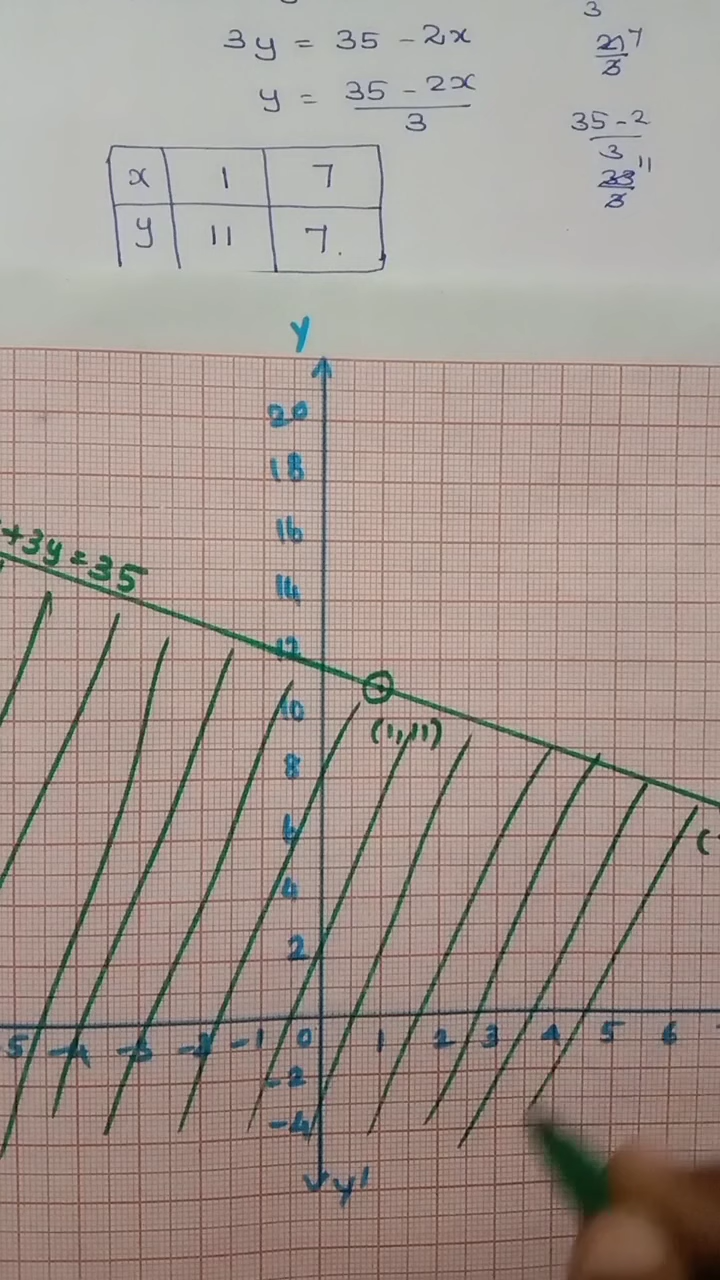 3
3y = 35 - 2x
21 7
3
y = 35 - 2x
3
35 - 2
3
33 11
3
x 1 7
y 11 7.
Y
20
18
16
+3y = 35
14
12
10
(1, 11)
8
6
(
4
2
5 -4 -3 -2 -1 0 1 2 3 4 5 6
-2
-4
Y'